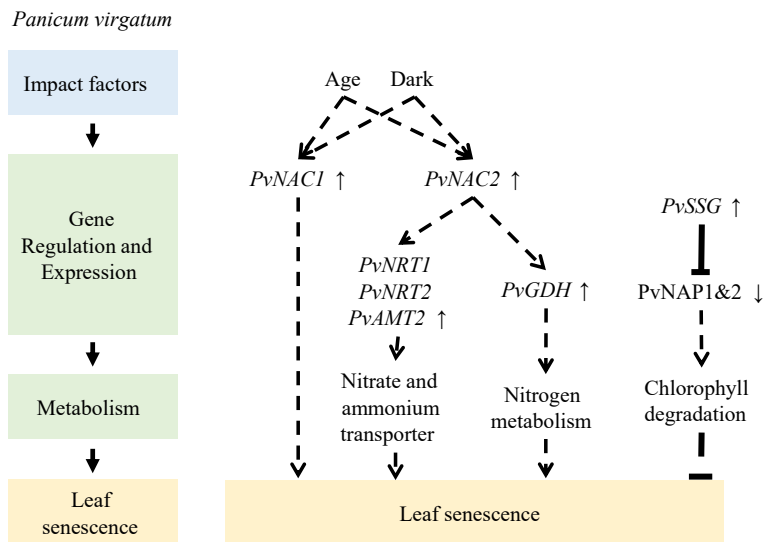 Panicum virgatum
Impact factors
Gene
Regulation and
Expression
Metabolism
Leaf
senescence
Age
Dark
PvNAC1 ↑
PvNAC2 ↑
PvNRT1
PvNRT2
PvAMT2 ↑
PvGDH ↑
PvSSG ↑
PvNAP1&2 ↓
Nitrate and
ammonium
transporter
Nitrogen
metabolism
Chlorophyll
degradation
Leaf senescence